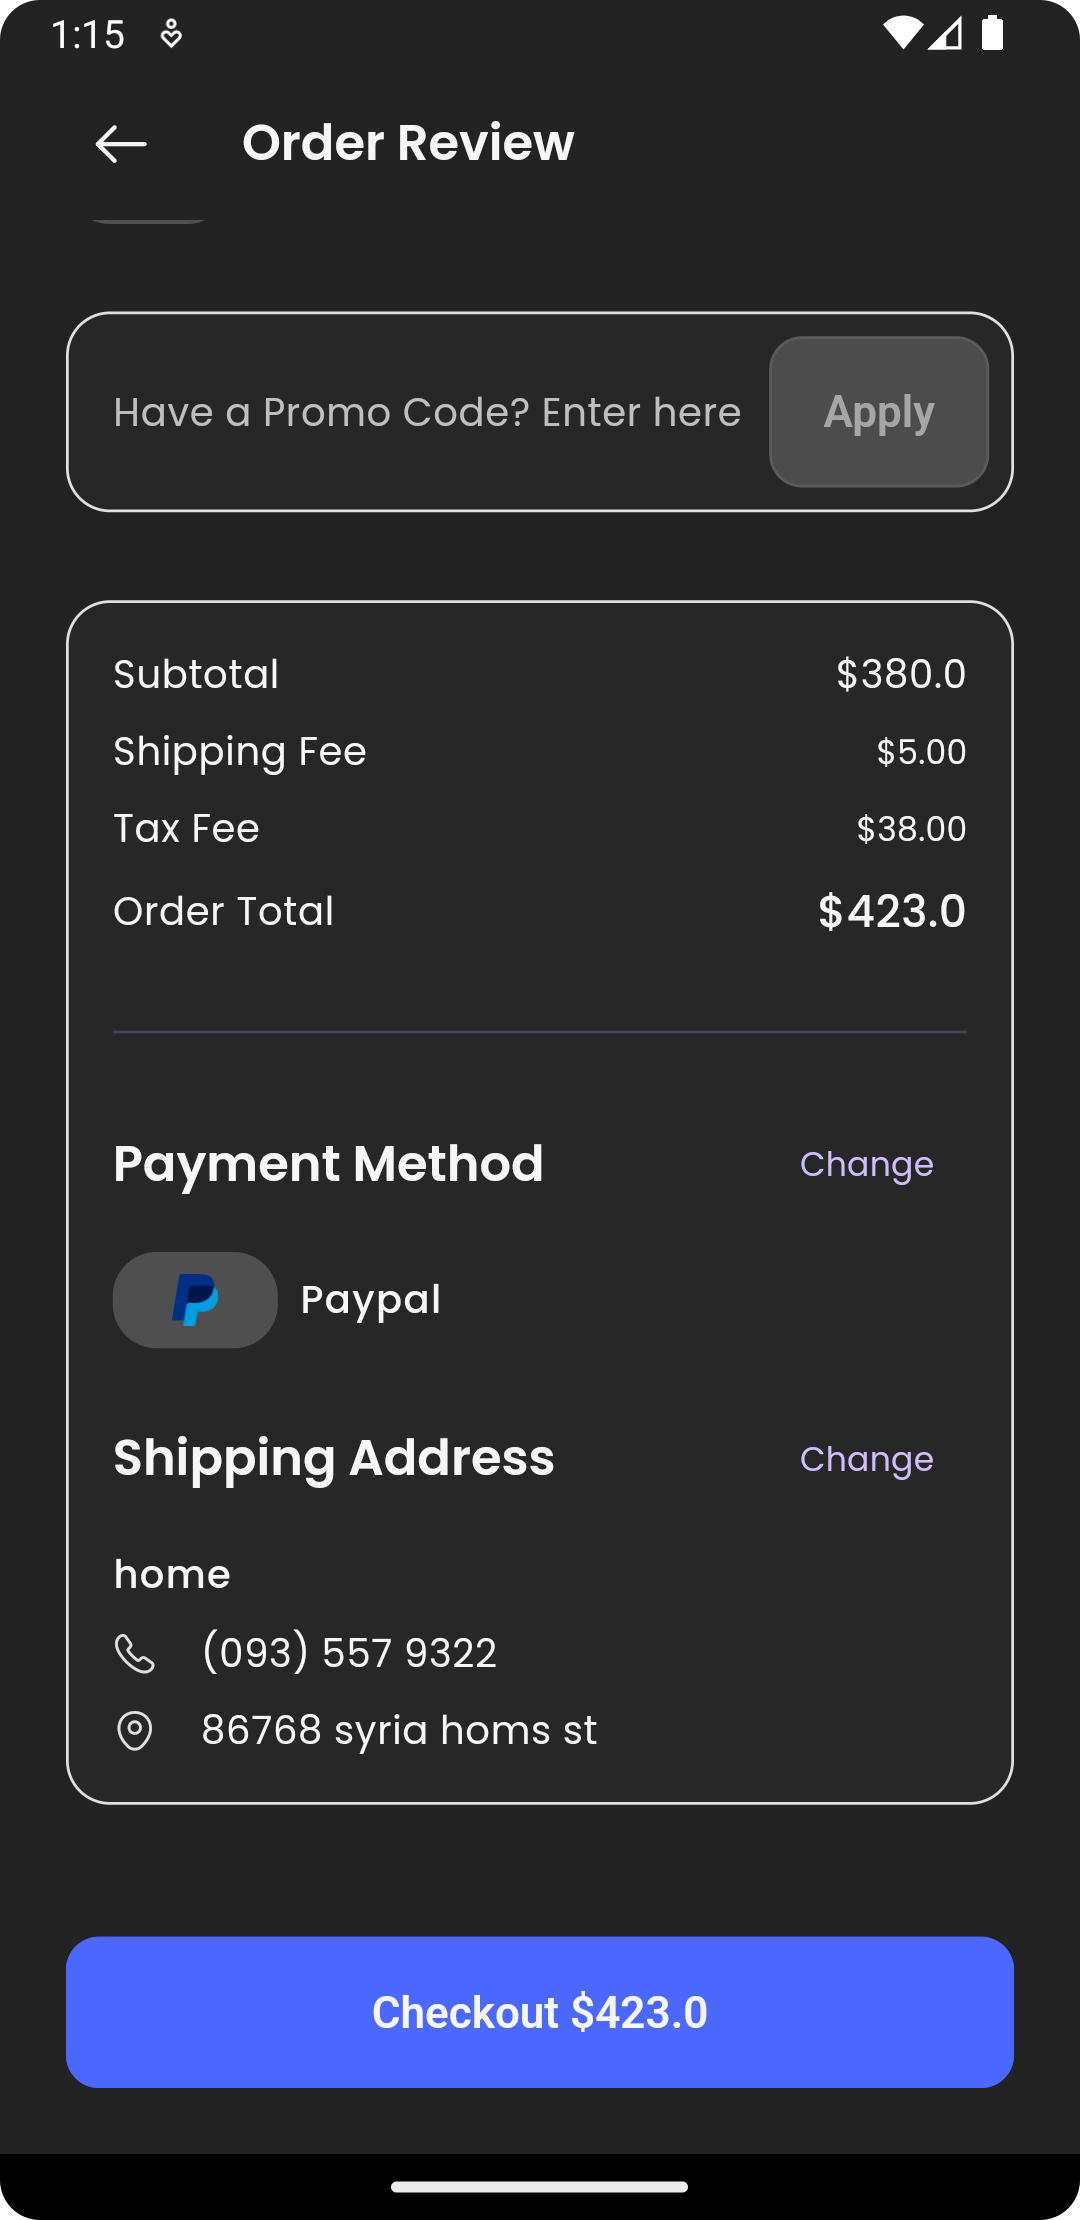 1:15
Order Review
Have a Promo Code? Enter here
Apply
Subtotal $380.0
Shipping Fee $5.00
Tax Fee $38.00
Order Total $423.0
Payment Method Change
Paypal
Shipping Address Change
home
(093) 557 9322
86768 syria homs st
Checkout $423.0